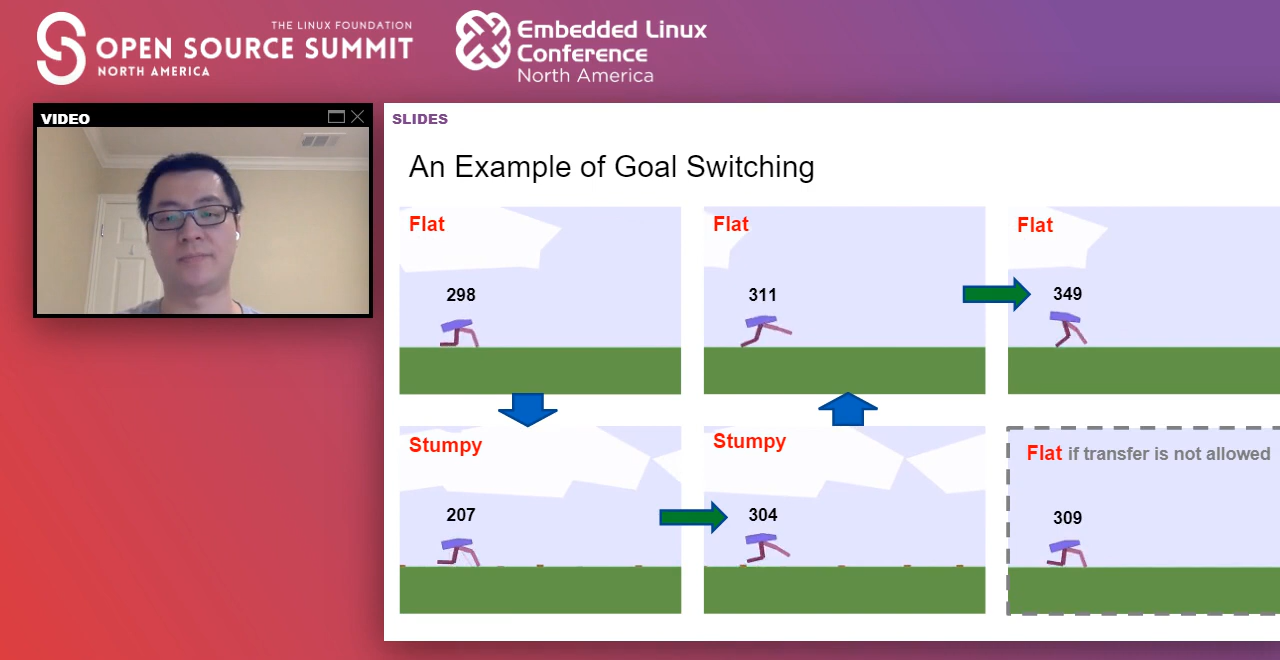 THE LINUX FOUNDATION
OPEN SOURCE SUMMIT
NORTH AMERICA
Embedded Linux
Conference
North America
VIDEO
SLIDES
An Example of Goal Switching
Flat
Flat
Flat
298
311
349
Stumpy
Stumpy
Flat if transfer is not allowed
207
304
309